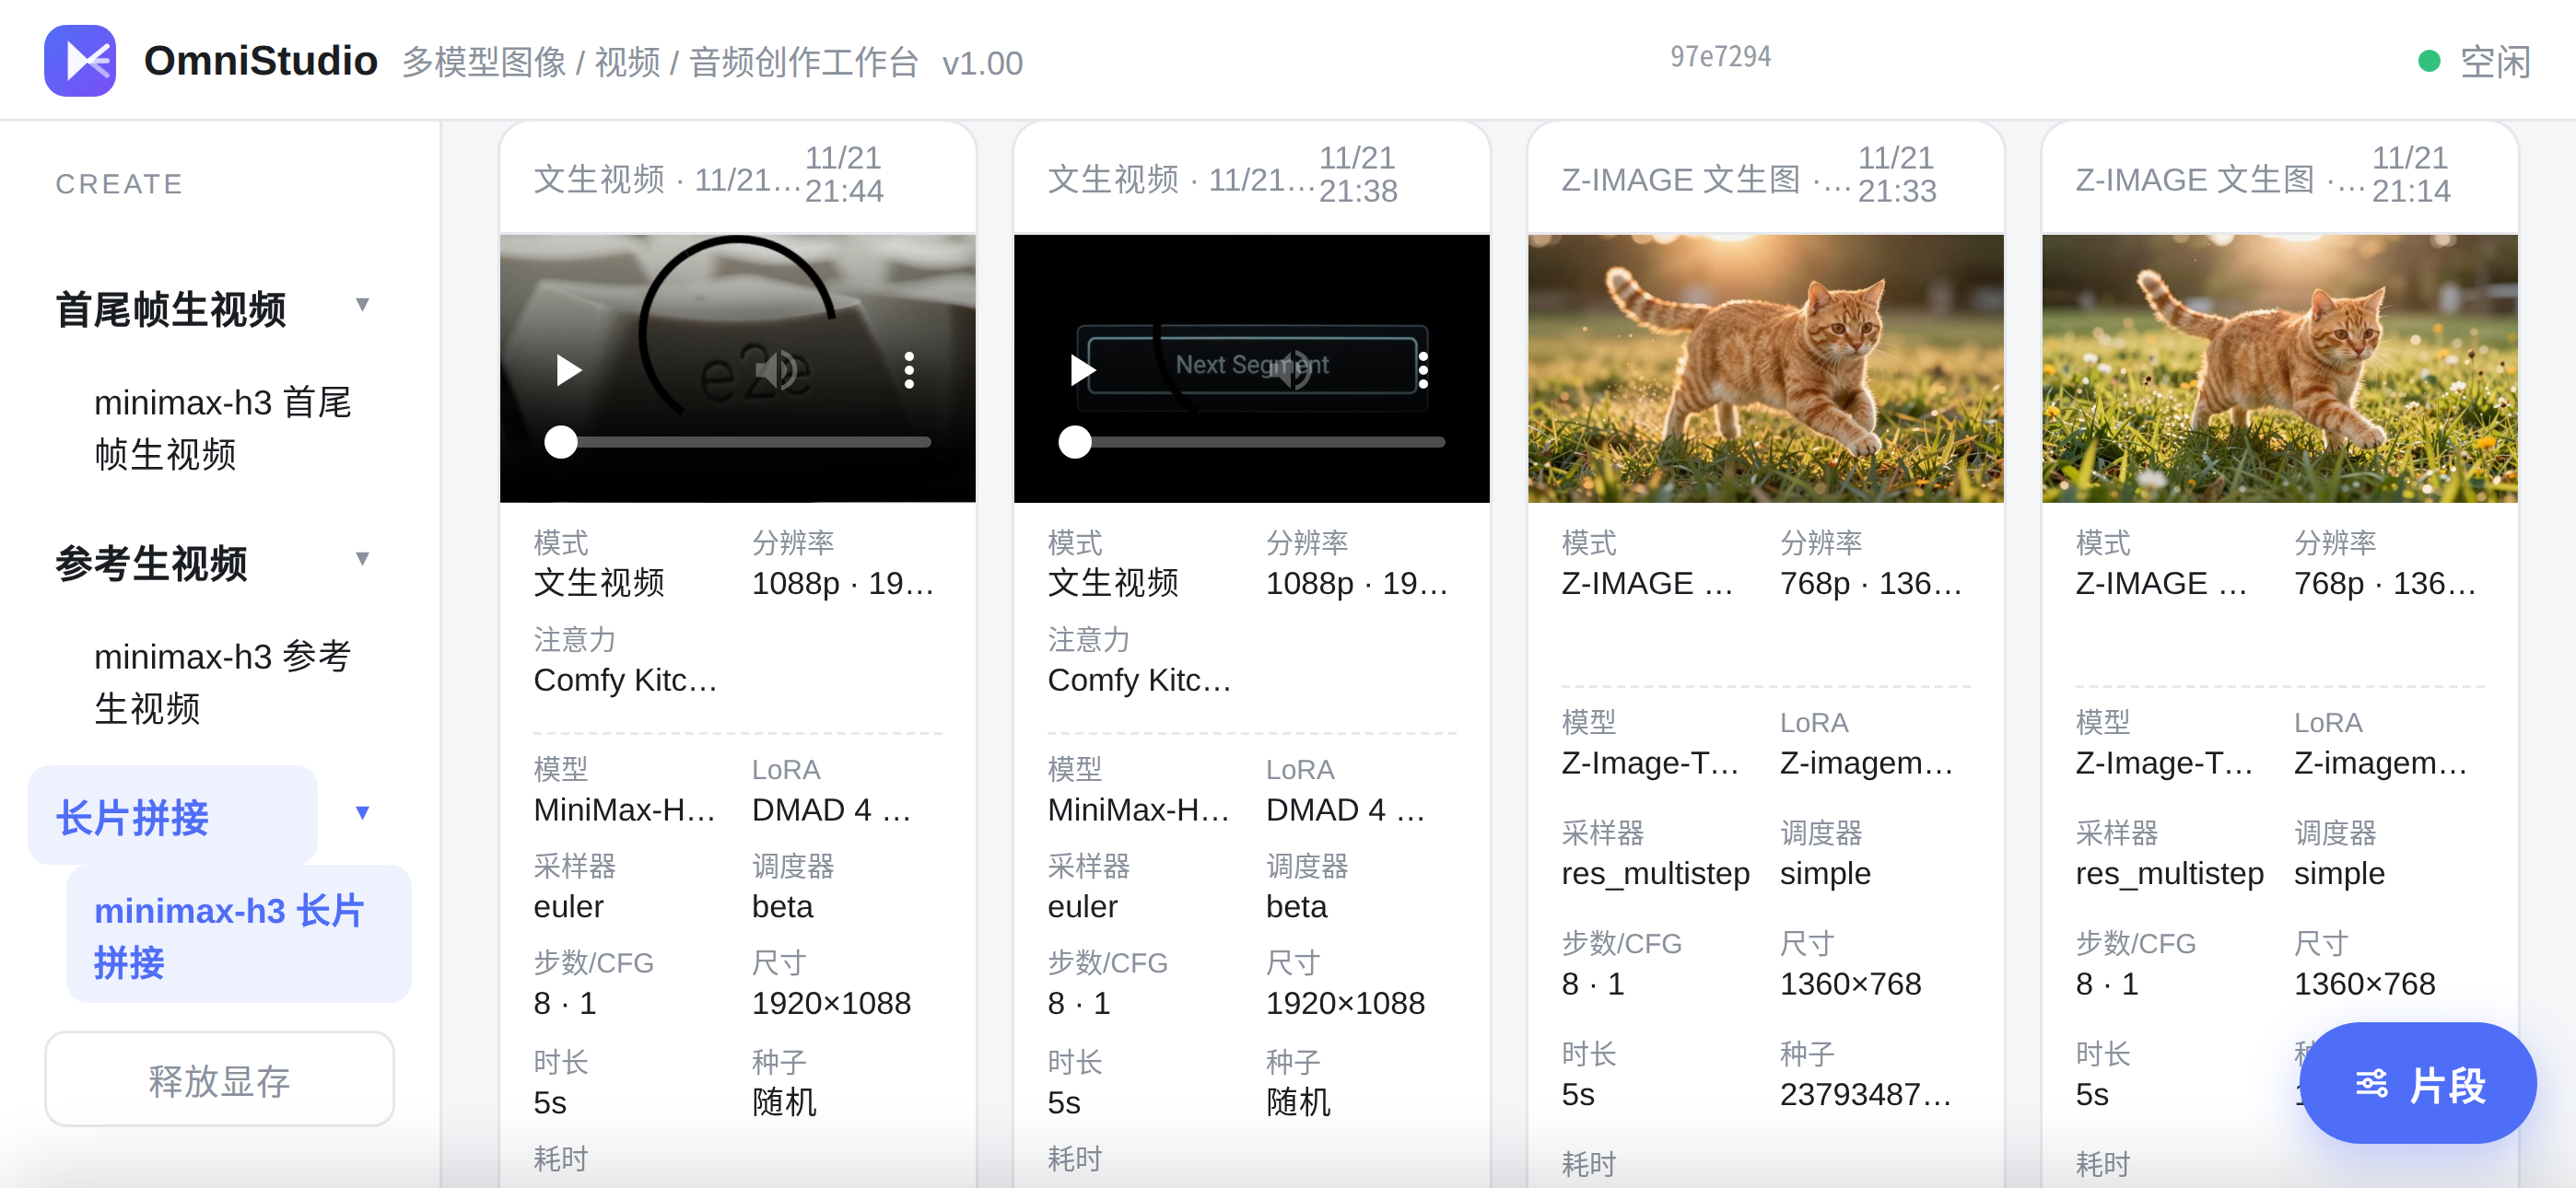 OmniStudio 多模型图像 / 视频 / 音频创作工作台 v1.00
97e7294
空闲
CREATE
首尾帧生视频
minimax-h3 首尾
帧生视频
参考生视频
minimax-h3 参考
生视频
长片拼接
minimax-h3 长片
拼接
释放显存
文生视频 · 11/21…
11/21
21:44
e2e
模式
文生视频
分辨率
1088p · 19…
注意力
Comfy Kitc…
模型
MiniMax-H…
LoRA
DMAD 4 …
采样器
euler
调度器
beta
步数/CFG
8 · 1
尺寸
1920×1088
时长
5s
种子
随机
耗时
文生视频 · 11/21…
11/21
21:38
Next Segment
模式
文生视频
分辨率
1088p · 19…
注意力
Comfy Kitc…
模型
MiniMax-H…
LoRA
DMAD 4 …
采样器
euler
调度器
beta
步数/CFG
8 · 1
尺寸
1920×1088
时长
5s
种子
随机
耗时
Z-IMAGE 文生图 ·…
11/21
21:33
模式
Z-IMAGE …
分辨率
768p · 136…
模型
Z-Image-T…
LoRA
Z-imagem…
采样器
res_multistep
调度器
simple
步数/CFG
8 · 1
尺寸
1360×768
时长
5s
种子
23793487…
耗时
Z-IMAGE 文生图 ·…
11/21
21:14
模式
Z-IMAGE …
分辨率
768p · 136…
模型
Z-Image-T…
LoRA
Z-imagem…
采样器
res_multistep
调度器
simple
步数/CFG
8 · 1
尺寸
1360×768
时长
5s
耗时
片段